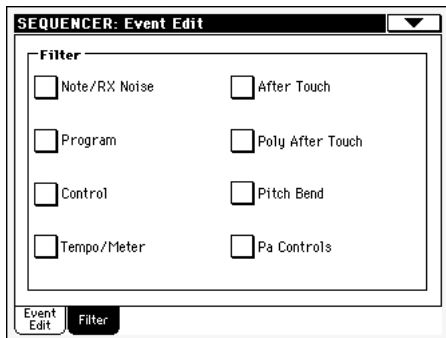 SEQUENCER: Event Edit
Filter
Note/RX Noise
After Touch
Program
Poly After Touch
Control
Pitch Bend
Tempo/Meter
Pa Controls
Event
Edit
Filter